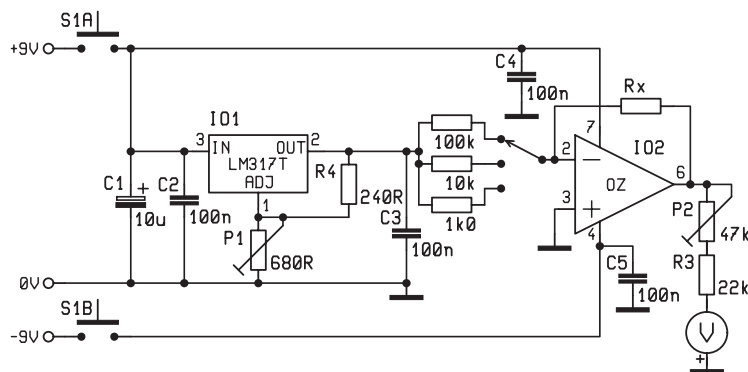 S1A
+9V
C4
100n
Rx
IO1
3
IN
OUT
2
LM317T
ADJ
1
100k
10k
1k0
7
2
IO2
6
OZ
3
4
R4
240R
C1
+
10u
C2
100n
C3
100n
P1
680R
P2
47k
C5
100n
R3
22k
0V
S1B
-9V
V
+